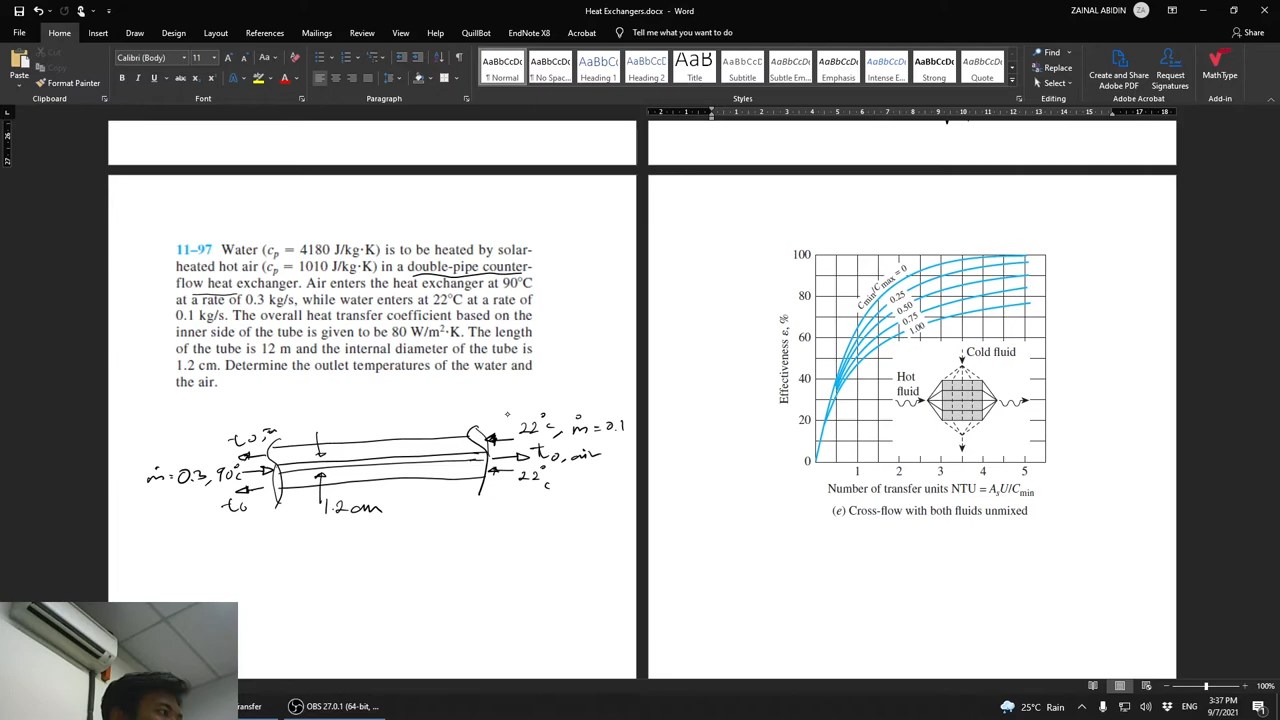 Heat Exchangers.docx - Word
ZAINAL ABIDIN
ZA
File Home Insert Draw Design Layout References Mailings Review View Help QuillBot EndNote X9 Acrobat Tell me what you want to do Share
Paste
Cut
Copy
Format Painter
Clipboard
Calibri (Body) 11
Font
Paragraph
AaBbCcDc AaBbCcDc AaBbCc AaBbCcD AaB AaBbCcD AaBbCcDc AaBbCcDc AaBbCcDc AaBbCcDc AaBbCcDc
¶ Normal ¶ No Spac... Heading 1 Heading 2 Title Subtitle Subtle Em... Emphasis Intense E... Strong Quote
Styles
Find
Replace
Select
Editing
Create and Share Adobe PDF
Request Signatures
Adobe Acrobat
MathType
Add-in
11–97 Water (cp = 4180 J/kg·K) is to be heated by solar-
heated hot air (cp = 1010 J/kg·K) in a double-pipe counter-
flow heat exchanger. Air enters the heat exchanger at 90°C
at a rate of 0.3 kg/s, while water enters at 22°C at a rate of
0.1 kg/s. The overall heat transfer coefficient based on the
inner side of the tube is given to be 80 W/m²·K. The length
of the tube is 12 m and the internal diameter of the tube is
1.2 cm. Determine the outlet temperatures of the water and
the air.
22°C, ṁ = 0.1
to, air
ṁ = 0.3, 90°C
22°C
to
1.2 cm
100
80
60
40
20
0
Effectiveness ε, %
Cmin/Cmax = 0
0.25
0.50
0.75
1.00
Cold fluid
Hot
fluid
1 2 3 4 5
Number of transfer units NTU = AsU/Cmin
(e) Cross-flow with both fluids unmixed
OBS 27.0.1 (64-bit, ...
25°C Rain
3:37 PM
9/7/2021
100%